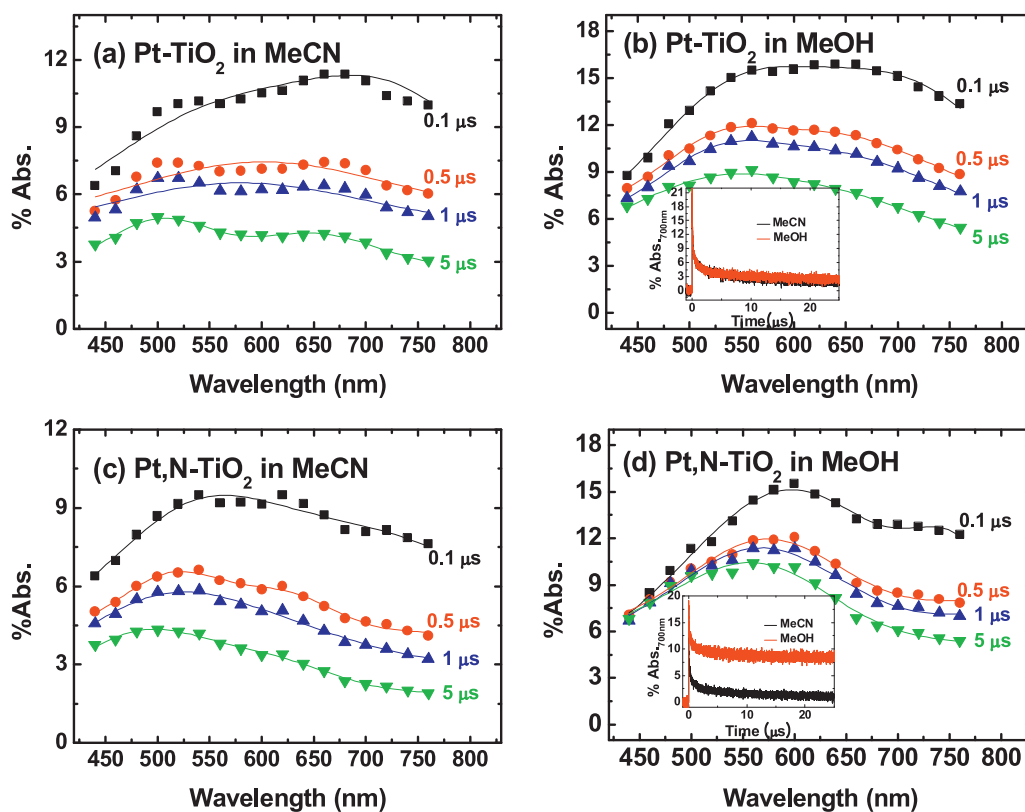 (a) Pt-TiO₂ in MeCN
% Abs.
12
9
6
3
0
0.1 µs
0.5 µs
1 µs
5 µs
450 500 550 600 650 700 750 800
Wavelength (nm)
(b) Pt-TiO₂ in MeOH
% Abs.
18
15
12
9
6
3
0
0.1 µs
0.5 µs
1 µs
5 µs
% Abs.700nm
21
18
15
12
9
6
3
0
MeCN
MeOH
0 10 20
Time(µs)
450 500 550 600 650 700 750 800
Wavelength (nm)
(c) Pt,N-TiO₂ in MeCN
%Abs.
12
9
6
3
0
0.1 µs
0.5 µs
1 µs
5 µs
450 500 550 600 650 700 750 800
Wavelength (nm)
(d) Pt,N-TiO₂ in MeOH
% Abs.
18
15
12
9
6
3
0
0.1 µs
0.5 µs
1 µs
5 µs
% Abs.700nm
20
15
10
5
0
MeCN
MeOH
0 10 20
Time (µs)
450 500 550 600 650 700 750 800
Wavelength (nm)